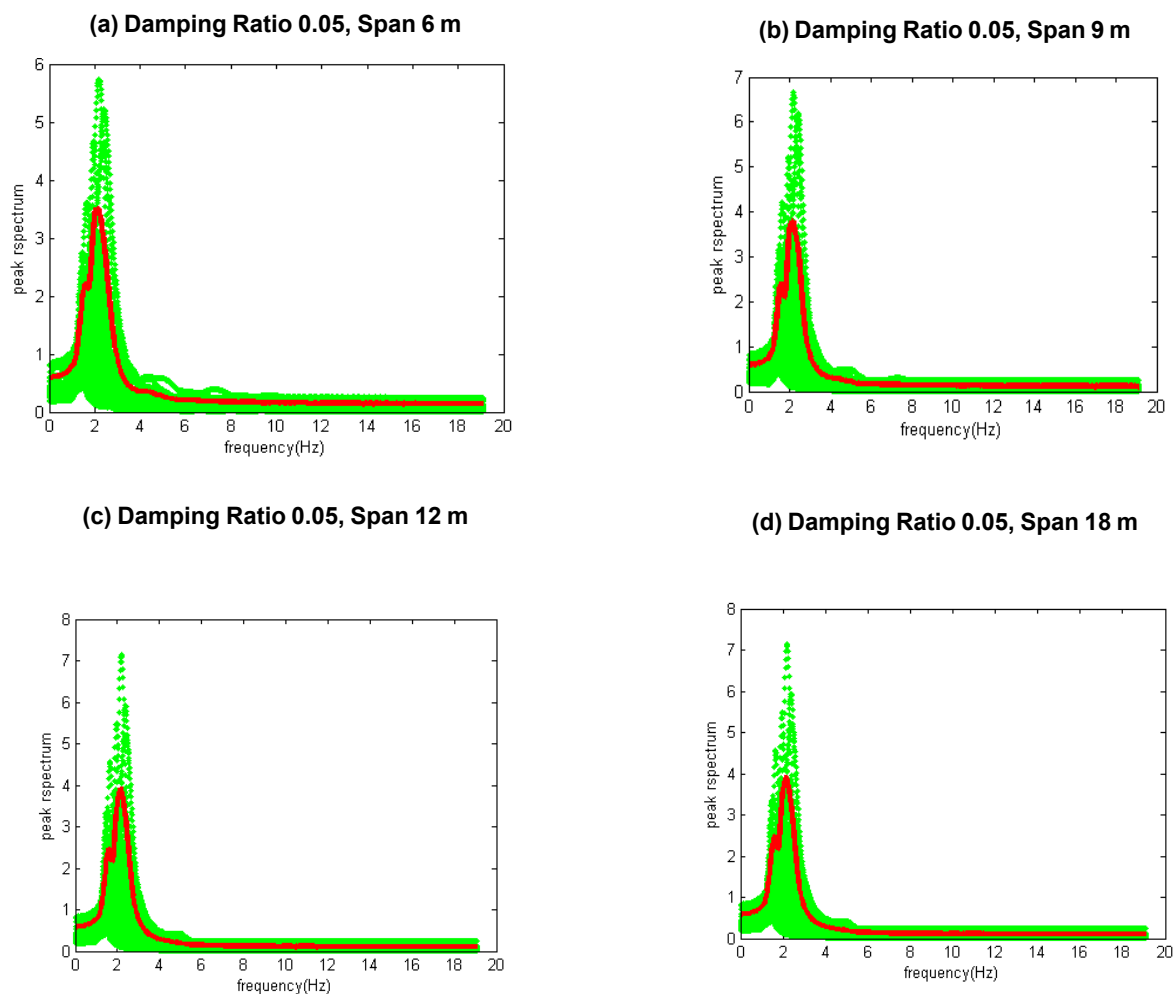 (a) Damping Ratio 0.05, Span 6 m
6
5
4
3
2
1
0
peak rspectrum
0 2 4 6 8 10 12 14 16 18 20
frequency(Hz)
(b) Damping Ratio 0.05, Span 9 m
7
6
5
4
3
2
1
0
peak rspectrum
0 2 4 6 8 10 12 14 16 18 20
frequency(Hz)
(c) Damping Ratio 0.05, Span 12 m
8
7
6
5
4
3
2
1
0
peak rspectrum
0 2 4 6 8 10 12 14 16 18 20
frequency(Hz)
(d) Damping Ratio 0.05, Span 18 m
8
7
6
5
4
3
2
1
0
peak rspectrum
0 2 4 6 8 10 12 14 16 18 20
frequency(Hz)